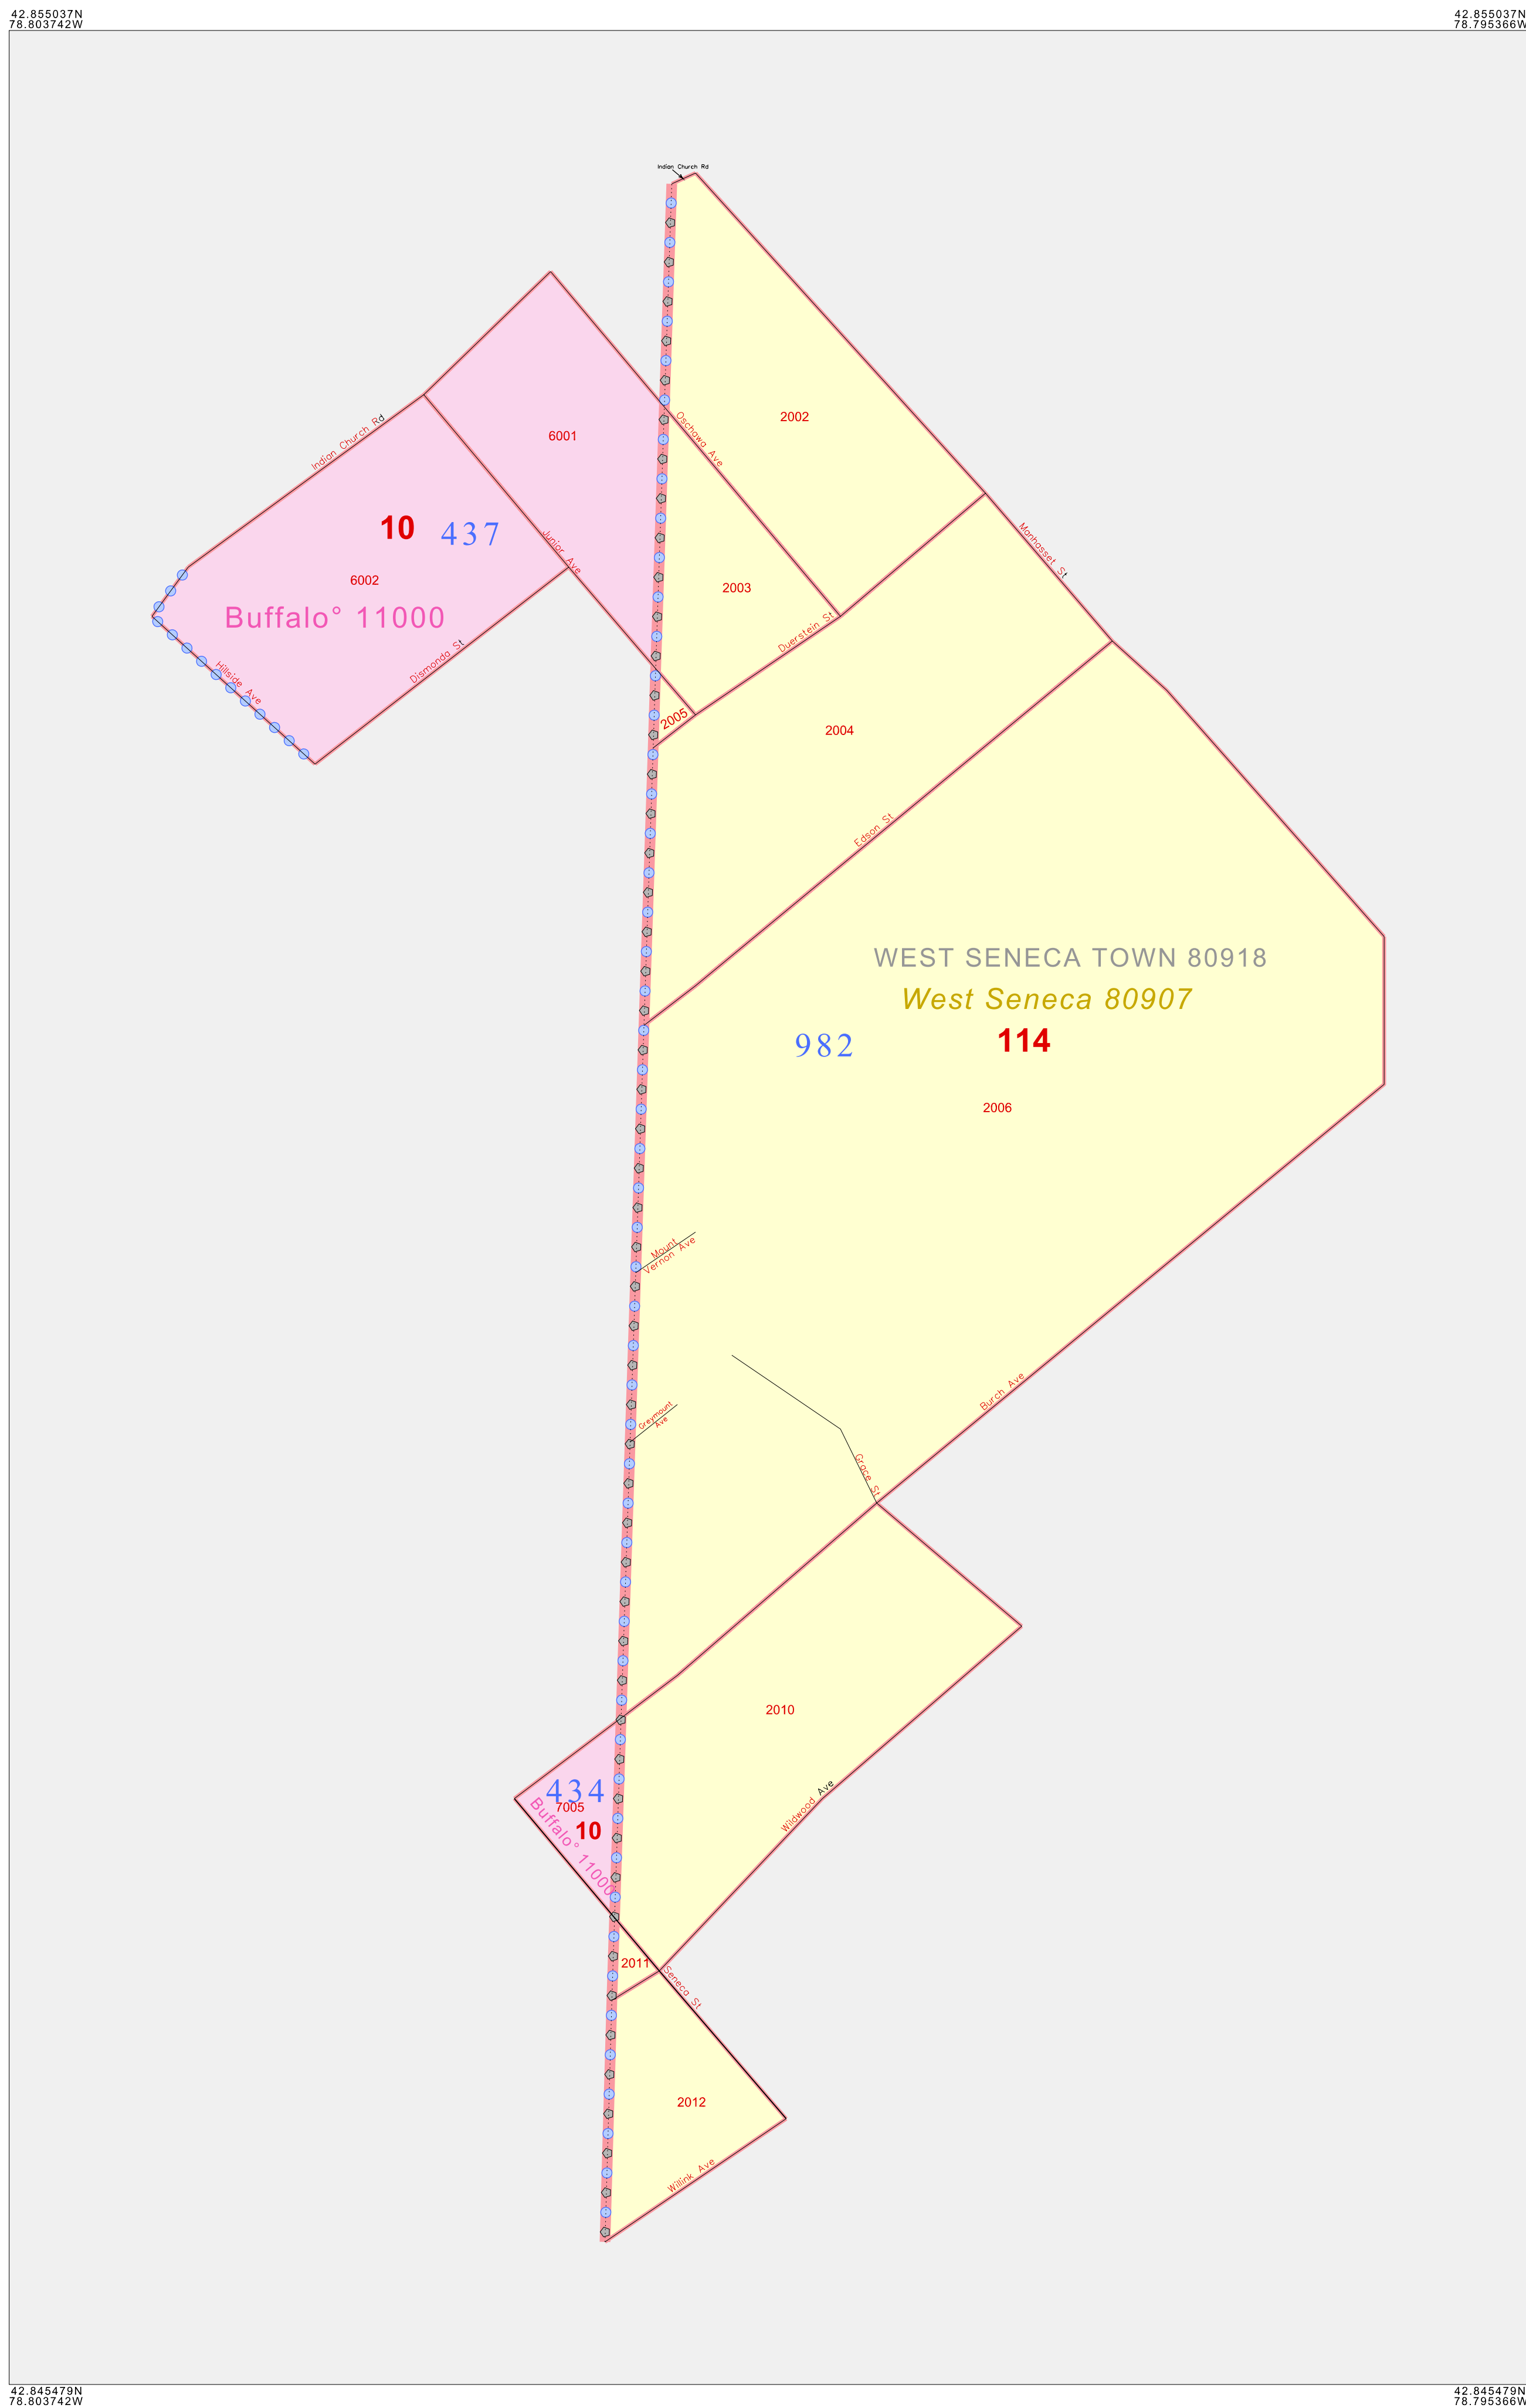 42.855037N
78.803742W
42.855037N
78.795366W
Indian Church Rd
Indian Church Rd
6001
2002
Oschawa Ave
10
437
6002
Buffalo° 11000
Junior Ave
Manhasset St
2003
Duerstein St
Hillside Ave
Dismonda St
2005
2004
Edson St
WEST SENECA TOWN 80918
West Seneca 80907
982
114
2006
Mount
Vernon Ave
Greymount
Ave
Burch Ave
Grace St
2010
434
7005
10
Buffalo° 11000
Wildwood Ave
2011
Seneca St
2012
Willink Ave
42.845479N
78.803742W
42.845479N
78.795366W